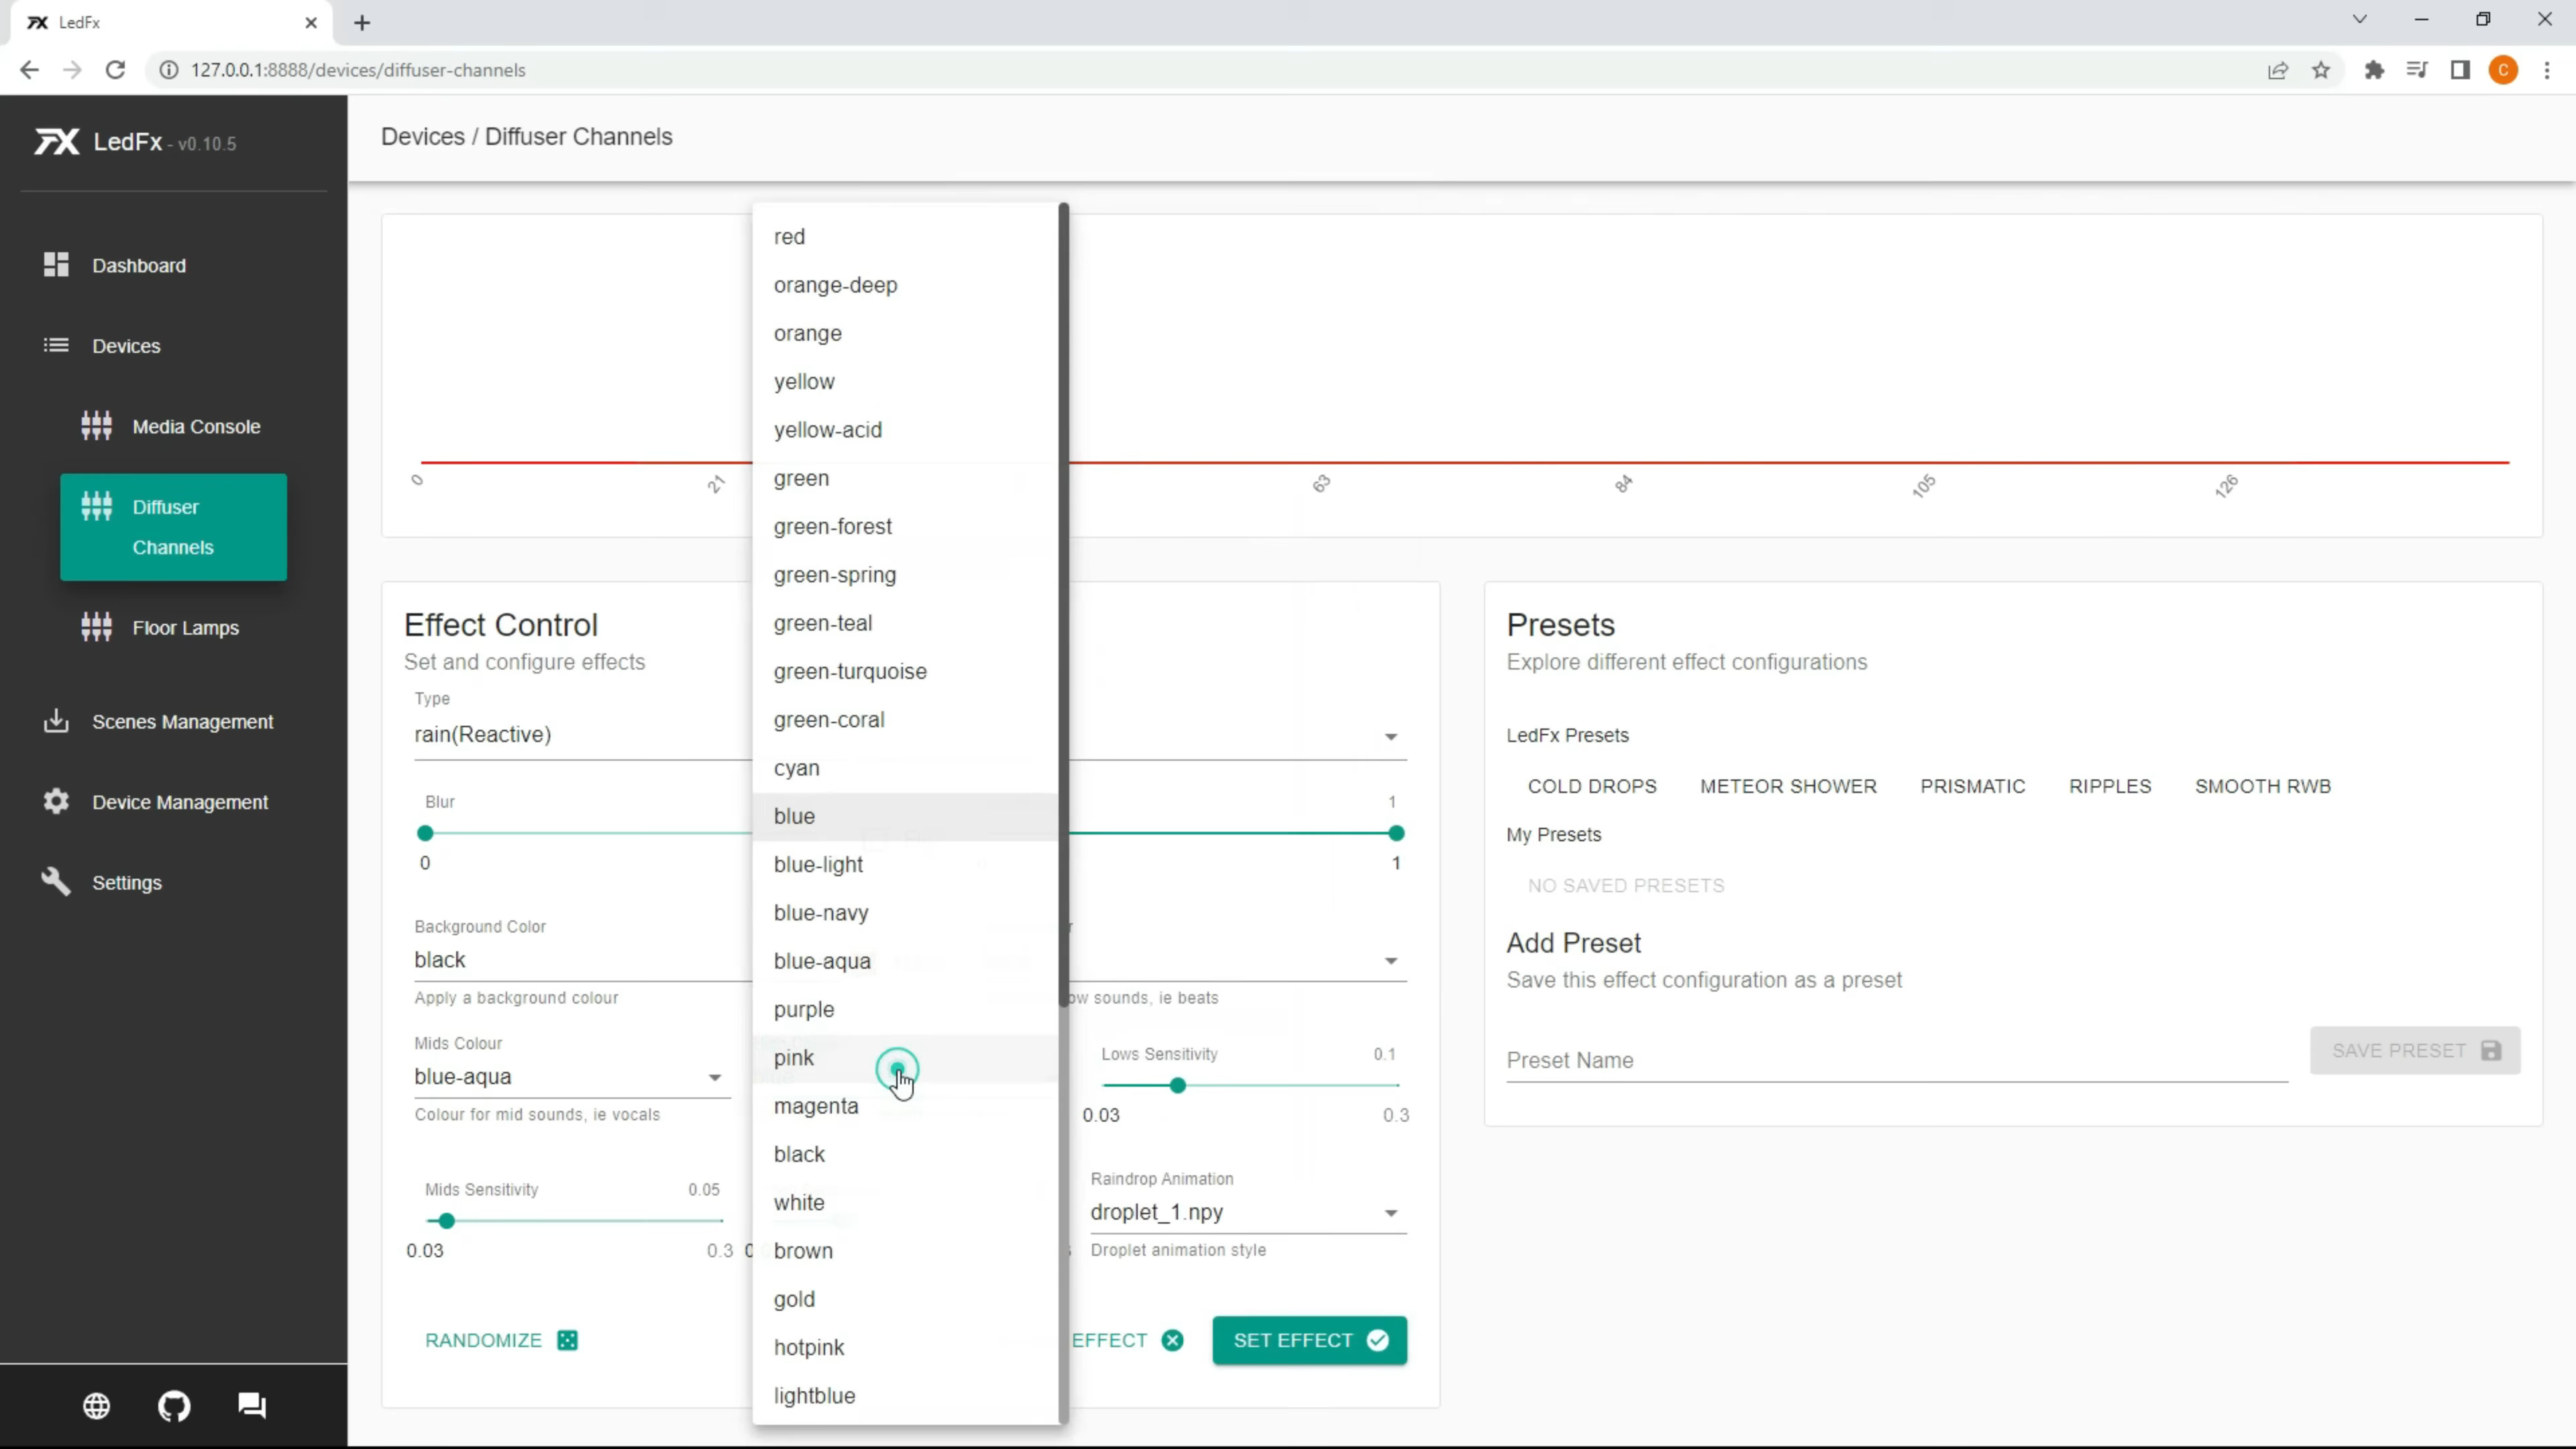 LedFx
127.0.0.1:8888/devices/diffuser-channels
C
LedFx - v0.10.5
Dashboard
Devices
Media Console
Diffuser
Channels
Floor Lamps
Scenes Management
Device Management
Settings
Devices / Diffuser Channels
0
21
63
84
105
126
red
orange-deep
orange
yellow
yellow-acid
green
green-forest
green-spring
green-teal
green-turquoise
green-coral
cyan
blue
blue-light
blue-navy
blue-aqua
purple
pink
magenta
black
white
brown
gold
hotpink
lightblue
Effect Control
Set and configure effects
Type
rain(Reactive)
Blur
1
0
1
Background Color
black
Apply a background colour
sounds, ie beats
Mids Colour
blue-aqua
Colour for mid sounds, ie vocals
Lows Sensitivity
0.1
0.03
0.3
Mids Sensitivity
0.05
0.03
0.3
Raindrop Animation
droplet_1.npy
Droplet animation style
RANDOMIZE
EFFECT
SET EFFECT
Presets
Explore different effect configurations
LedFx Presets
COLD DROPS METEOR SHOWER PRISMATIC RIPPLES SMOOTH RWB
My Presets
NO SAVED PRESETS
Add Preset
Save this effect configuration as a preset
Preset Name
SAVE PRESET